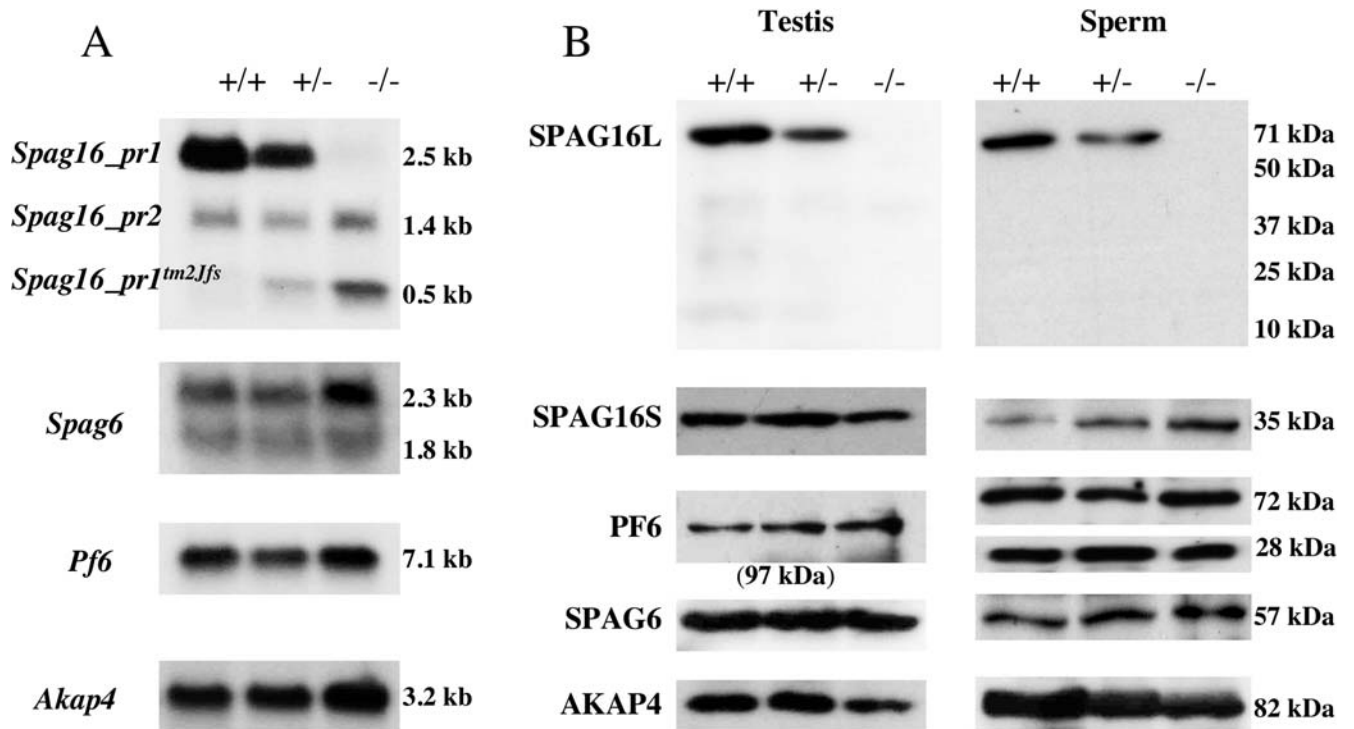 A
+/+ +/- -/-
Spag16_pr1 2.5 kb
Spag16_pr2 1.4 kb
Spag16_pr1tm2Jfs 0.5 kb
Spag6 2.3 kb
1.8 kb
Pf6 7.1 kb
Akap4 3.2 kb
B
Testis Sperm
+/+ +/- -/- +/+ +/- -/-
SPAG16L 71 kDa
50 kDa
37 kDa
25 kDa
10 kDa
SPAG16S 35 kDa
PF6 72 kDa
28 kDa
(97 kDa)
SPAG6 57 kDa
AKAP4 82 kDa